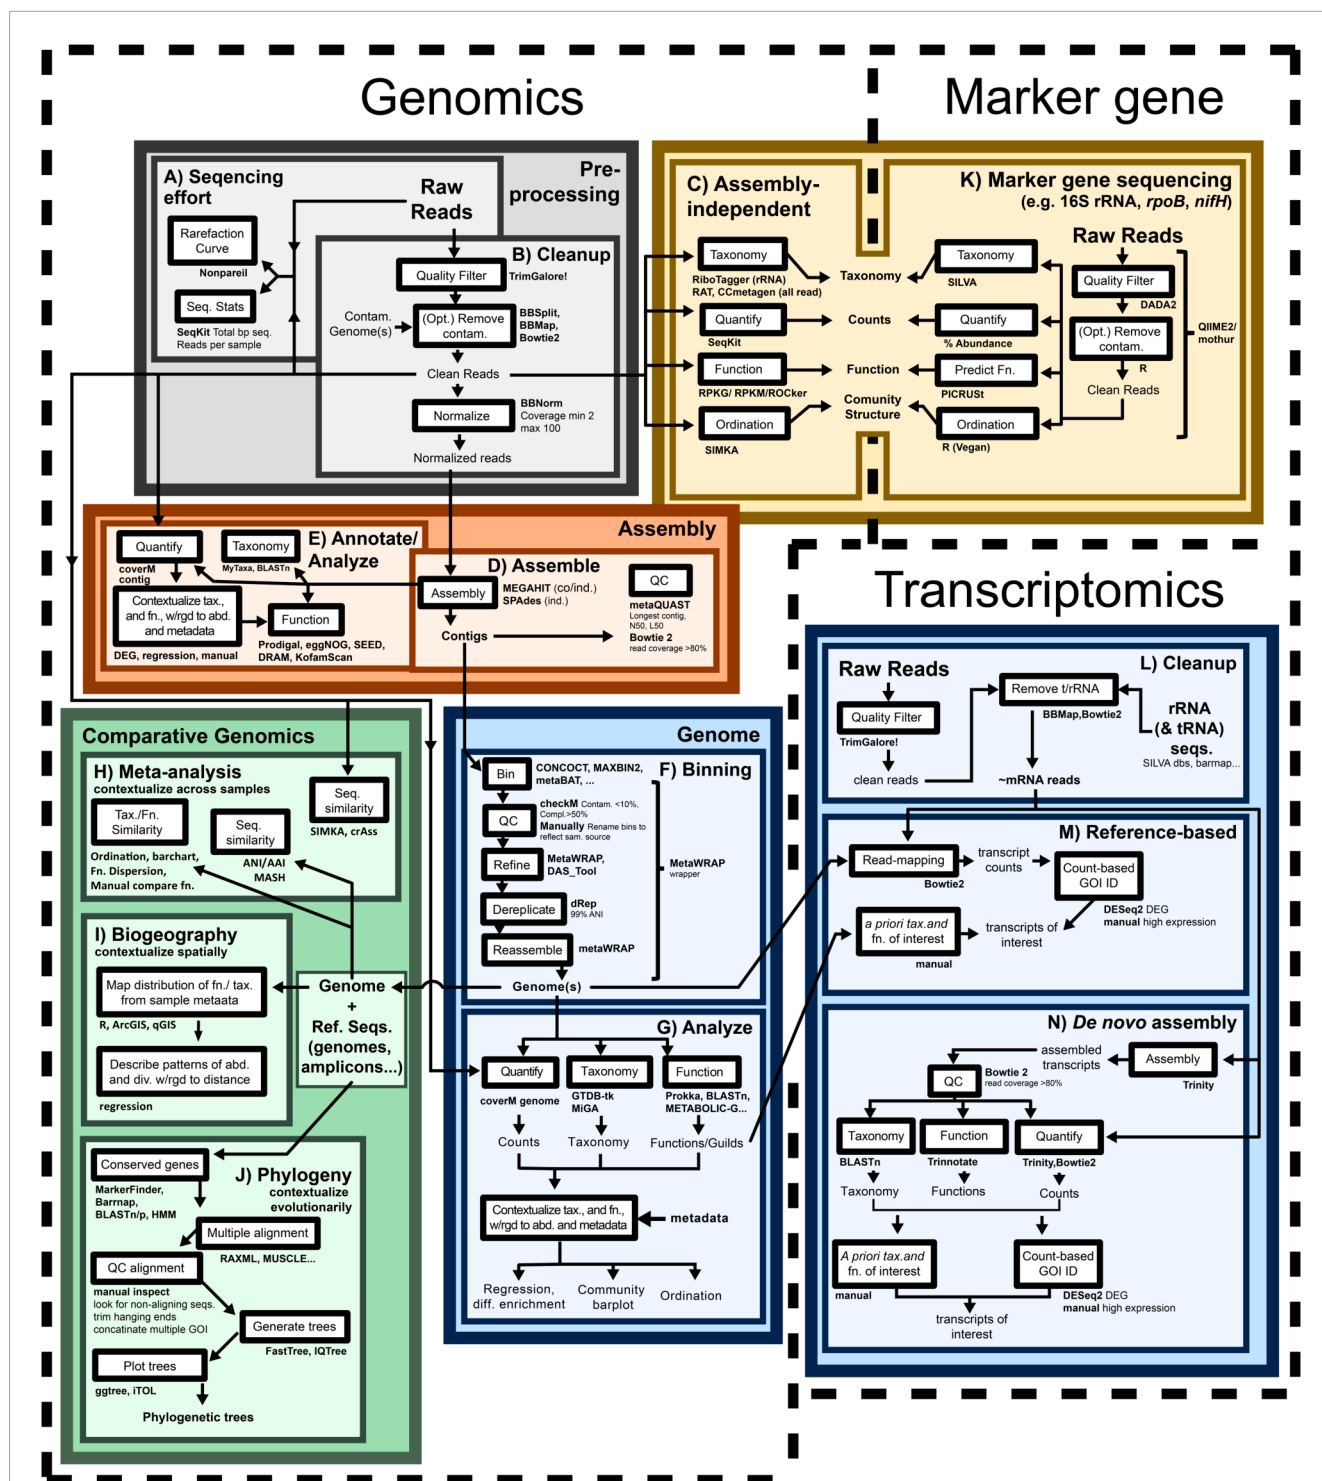 Genomics
Marker gene
Pre-
processing
A) Seqencing
effort
Raw
Reads
Rarefaction
Curve
Nonpareil
Seq. Stats
SeqKit Total bp seq.
Reads per sample
B) Cleanup
Quality Filter
TrimGalore!
Contam.
Genome(s)
(Opt.) Remove
contam.
BBSplit,
BBMap,
Bowtie2
Clean Reads
Normalize
BBNorm
Coverage min 2
max 100
Normalized reads
C) Assembly-
independent
Taxonomy
RiboTagger (rRNA)
RAT, CCmetagen (all read)
Quantify
SeqKit
Function
RPKG/ RPKM/ROCker
Ordination
SIMKA
Taxonomy
Counts
Function
Comunity
Structure
K) Marker gene sequencing
(e.g. 16S rRNA, rpoB, nifH)
Raw Reads
Taxonomy
SILVA
Quality Filter
DADA2
Quantify
% Abundance
(Opt.) Remove
contam.
R
QIIME2/
mothur
Predict Fn.
PICRUSt
Clean Reads
Ordination
R (Vegan)
Assembly
E) Annotate/
Analyze
Quantify
coverM
contig
Taxonomy
MyTaxa, BLASTn
Contextualize tax.,
and fn., w/rgd to abd.
and metadata
DEG, regression, manual
Function
Prodigal, eggNOG, SEED,
DRAM, KofamScan
D) Assemble
Assembly
MEGAHIT (co/ind.)
SPAdes (ind.)
Contigs
QC
metaQUAST
Longest contig,
N50, L50
Bowtie 2
read coverage >80%
Transcriptomics
L) Cleanup
Raw Reads
Quality Filter
TrimGalore!
clean reads
Remove t/rRNA
BBMap,Bowtie2
rRNA
(& tRNA)
seqs.
SILVA dbs, barrnap...
~mRNA reads
M) Reference-based
Read-mapping
Bowtie2
transcript
counts
Count-based
GOI ID
DESeq2 DEG
manual high expression
a priori tax.and
fn. of interest
manual
transcripts of
interest
N) De novo assembly
Assembly
Trinity
assembled
transcripts
QC
Bowtie 2
read coverage >80%
Taxonomy
BLASTn
Function
Trinnotate
Quantify
Trinity,Bowtie2
Taxonomy
Functions
Counts
A priori tax.and
fn. of interest
manual
Count-based
GOI ID
DESeq2 DEG
manual high expression
transcripts of
interest
Comparative Genomics
H) Meta-analysis
contextualize across samples
Tax./Fn.
Similarity
Ordination, barchart,
Fn. Dispersion,
Manual compare fn.
Seq.
similarity
ANI/AAI
MASH
Seq.
similarity
SIMKA, crAss
I) Biogeography
contextualize spatially
Map distribution of fn./ tax.
from sample metaata
R, ArcGIS, qGIS
Describe patterns of abd.
and div. w/rgd to distance
regression
Genome
+
Ref. Seqs.
(genomes,
amplicons...)
J) Phylogeny
contextualize
evolutionarily
Conserved genes
MarkerFinder,
Barrnap,
BLASTn/p, HMM
Multiple alignment
RAXML, MUSCLE...
QC alignment
manual inspect
look for non-aligning seqs.
trim hanging ends
concatinate multiple GOI
Generate trees
FastTree, IQTree
Plot trees
ggtree, iTOL
Phylogenetic trees
Genome
F) Binning
Bin
CONCOCT, MAXBIN2,
metaBAT, ...
QC
checkM Contam. <10%,
Compl.>50%
Manually Rename bins to
reflect sam. source
Refine
MetaWRAP,
DAS_Tool
MetaWRAP
wrapper
Dereplicate
dRep
99% ANI
Reassemble
metaWRAP
Genome(s)
G) Analyze
Quantify
coverM genome
Taxonomy
GTDB-tk
MiGA
Function
Prokka, BLASTn,
METABOLIC-G...
Counts
Taxonomy
Functions/Guilds
Contextualize tax., and fn.,
w/rgd to abd. and metadata
metadata
Regression,
diff. enrichment
Community
barplot
Ordination